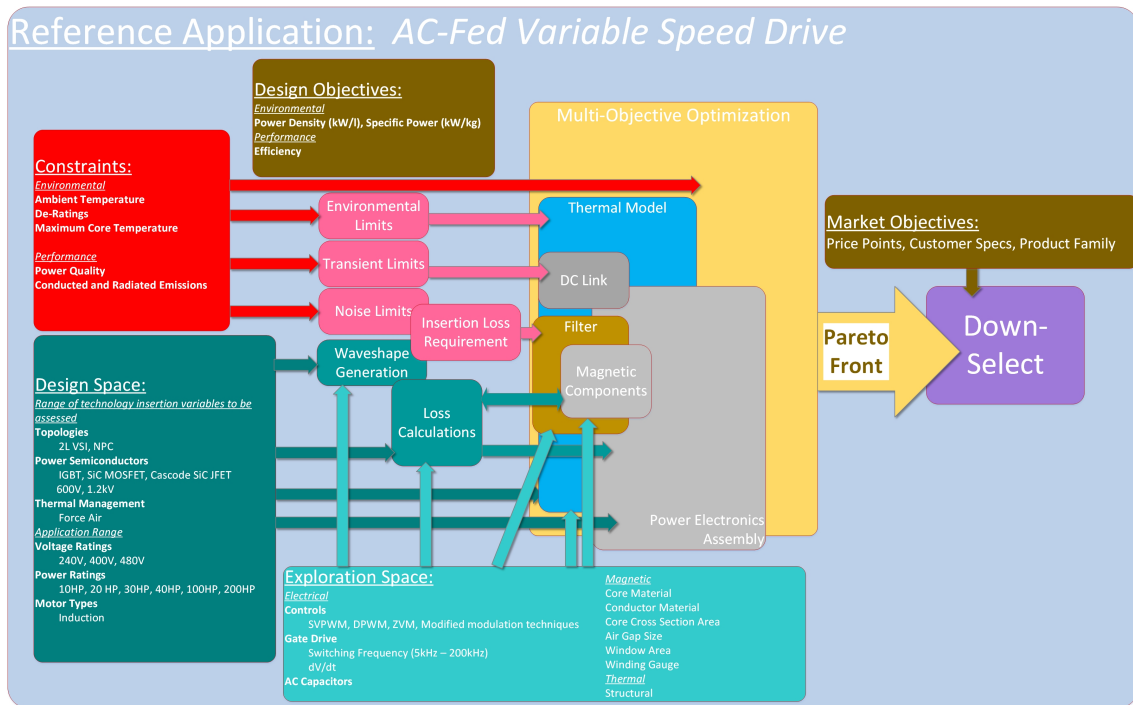 Reference Application: AC-Fed Variable Speed Drive
Design Objectives:
Environmental
Power Density (kW/l), Specific Power (kW/kg)
Performance
Efficiency
Constraints:
Environmental
Ambient Temperature
De-Ratings
Maximum Core Temperature
Performance
Power Quality
Conducted and Radiated Emissions
Environmental
Limits
Transient Limits
Noise Limits
Insertion Loss
Requirement
Waveshape
Generation
Loss
Calculations
Multi-Objective Optimization
Thermal Model
DC Link
Filter
Magnetic
Components
Power Electronics
Assembly
Market Objectives:
Price Points, Customer Specs, Product Family
Pareto
Front
Down-
Select
Design Space:
Range of technology insertion variables to be
assessed
Topologies
2L VSI, NPC
Power Semiconductors
IGBT, SiC MOSFET, Cascode SiC JFET
600V, 1.2kV
Thermal Management
Force Air
Application Range
Voltage Ratings
240V, 400V, 480V
Power Ratings
10HP, 20 HP, 30HP, 40HP, 100HP, 200HP
Motor Types
Induction
Exploration Space:
Electrical
Controls
SVPWM, DPWM, ZVM, Modified modulation techniques
Gate Drive
Switching Frequency (5kHz – 200kHz)
dV/dt
AC Capacitors
Magnetic
Core Material
Conductor Material
Core Cross Section Area
Air Gap Size
Window Area
Winding Gauge
Thermal
Structural